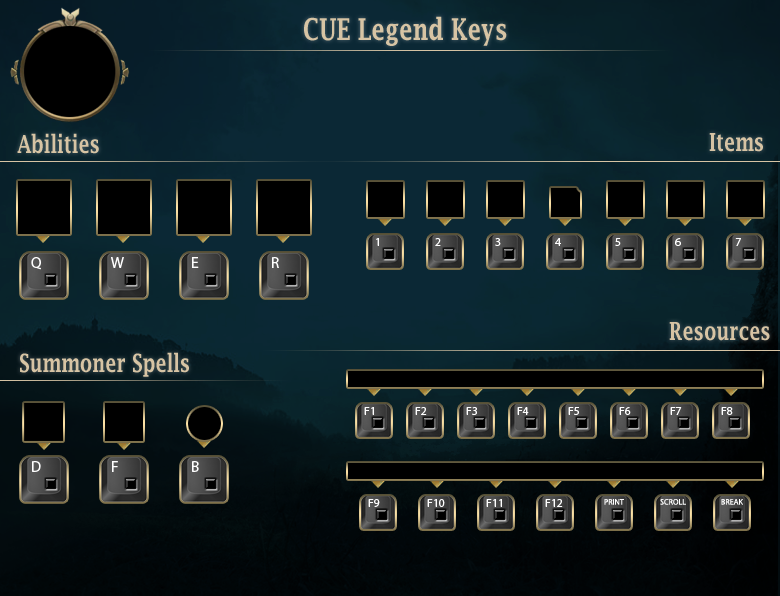 CUE Legend Keys
Abilities
Items
Q W E R
1 2 3 4 5 6 7
Resources
Summoner Spells
F1 F2 F3 F4 F5 F6 F7 F8
D F B
F9 F10 F11 F12 PRINT SCROLL BREAK